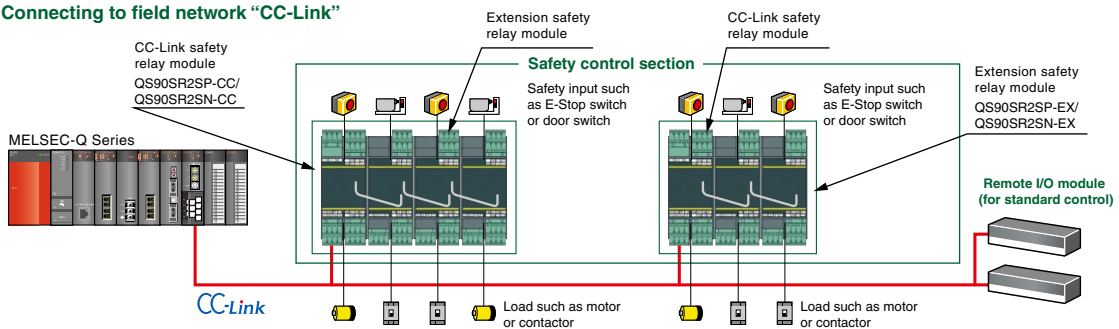 Connecting to field network “CC-Link”
Extension safety
relay module
CC-Link safety
relay module
CC-Link safety
relay module
QS90SR2SP-CC/
QS90SR2SN-CC
Safety control section
Extension safety
relay module
QS90SR2SP-EX/
QS90SR2SN-EX
Safety input such
as E-Stop switch
or door switch
Safety input such
as E-Stop switch
or door switch
MELSEC-Q Series
Remote I/O module
(for standard control)
CC-Link
Load such as motor
or contactor
Load such as motor
or contactor